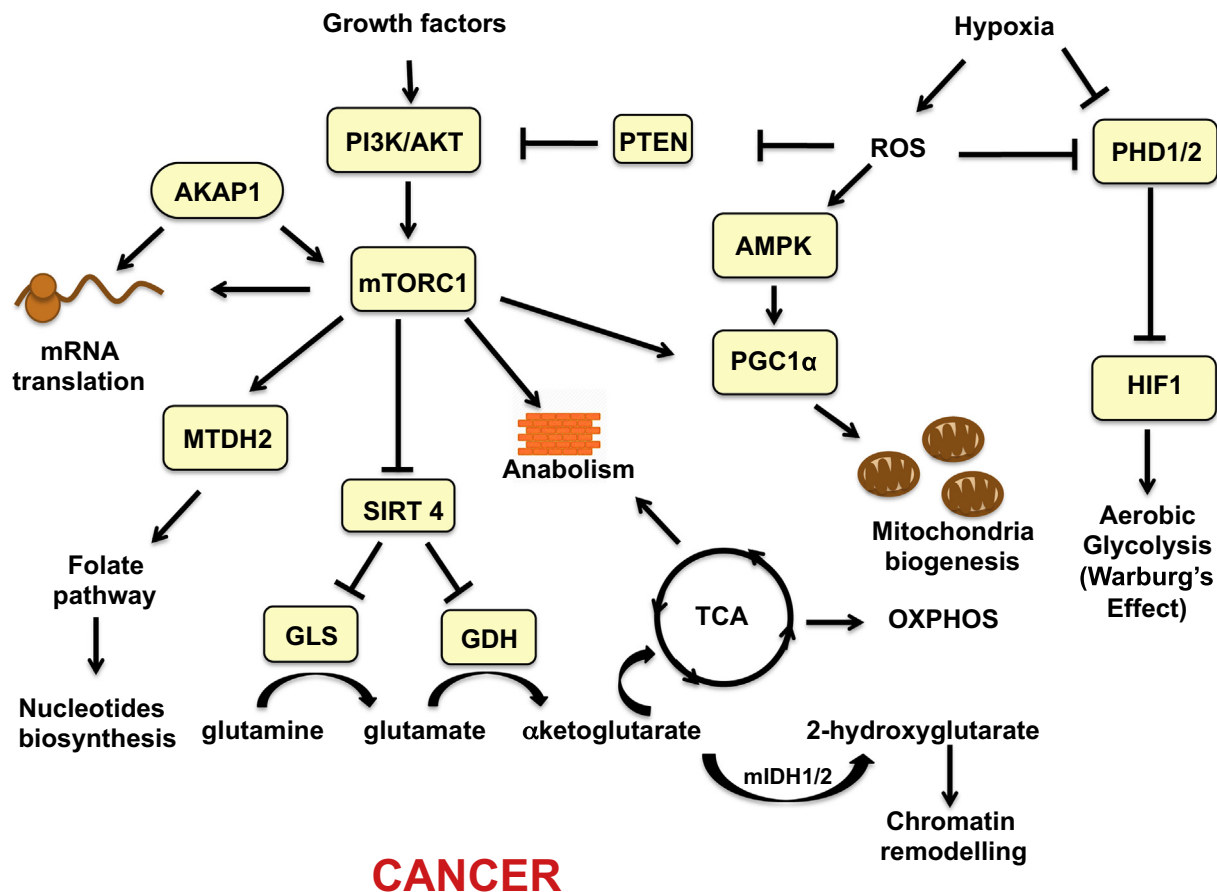 Growth factors
Hypoxia
PI3K/AKT
PTEN
ROS
PHD1/2
AKAP1
AMPK
mTORC1
mRNA
translation
PGC1α
HIF1
MTDH2
Anabolism
SIRT 4
Mitochondria
biogenesis
Aerobic
Glycolysis
(Warburg's
Effect)
Folate
pathway
GLS
GDH
TCA
OXPHOS
Nucleotides
biosynthesis
glutamine
glutamate
αketoglutarate
2-hydroxyglutarate
mIDH1/2
Chromatin
remodelling
CANCER